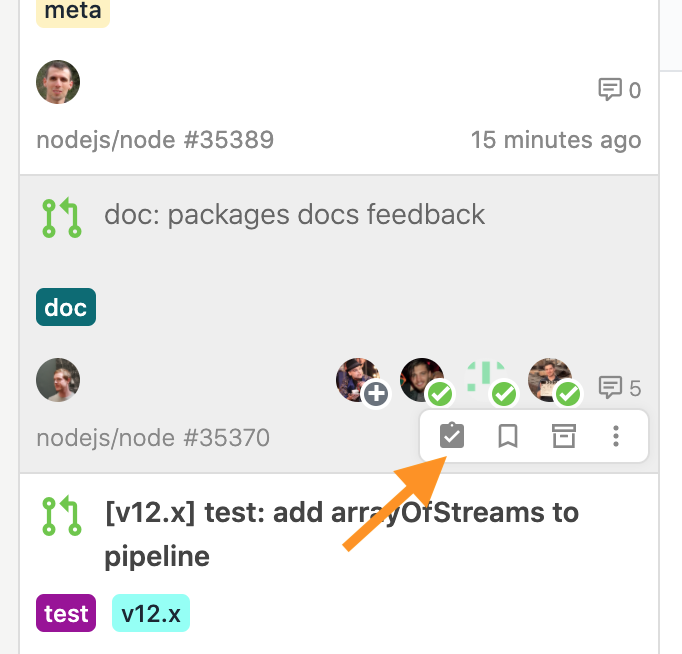 meta
0
nodejs/node #35389 15 minutes ago
doc: packages docs feedback
doc
5
nodejs/node #35370
[v12.x] test: add arrayOfStreams to
pipeline
test v12.x